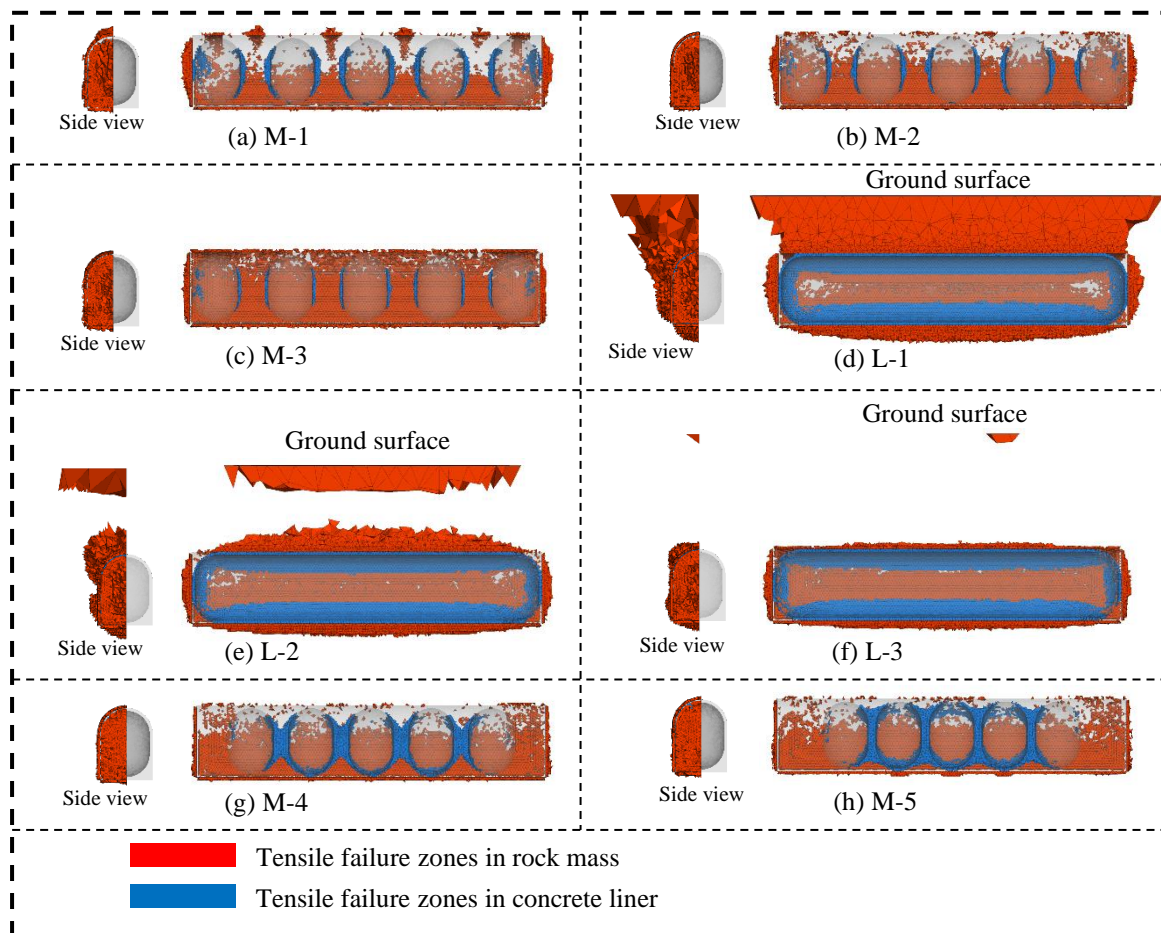 Side view
(a) M-1
Side view
(b) M-2
Side view
(c) M-3
Ground surface
Side view
(d) L-1
Ground surface
Side view
(e) L-2
Ground surface
Side view
(f) L-3
Side view
(g) M-4
Side view
(h) M-5
Tensile failure zones in rock mass
Tensile failure zones in concrete liner